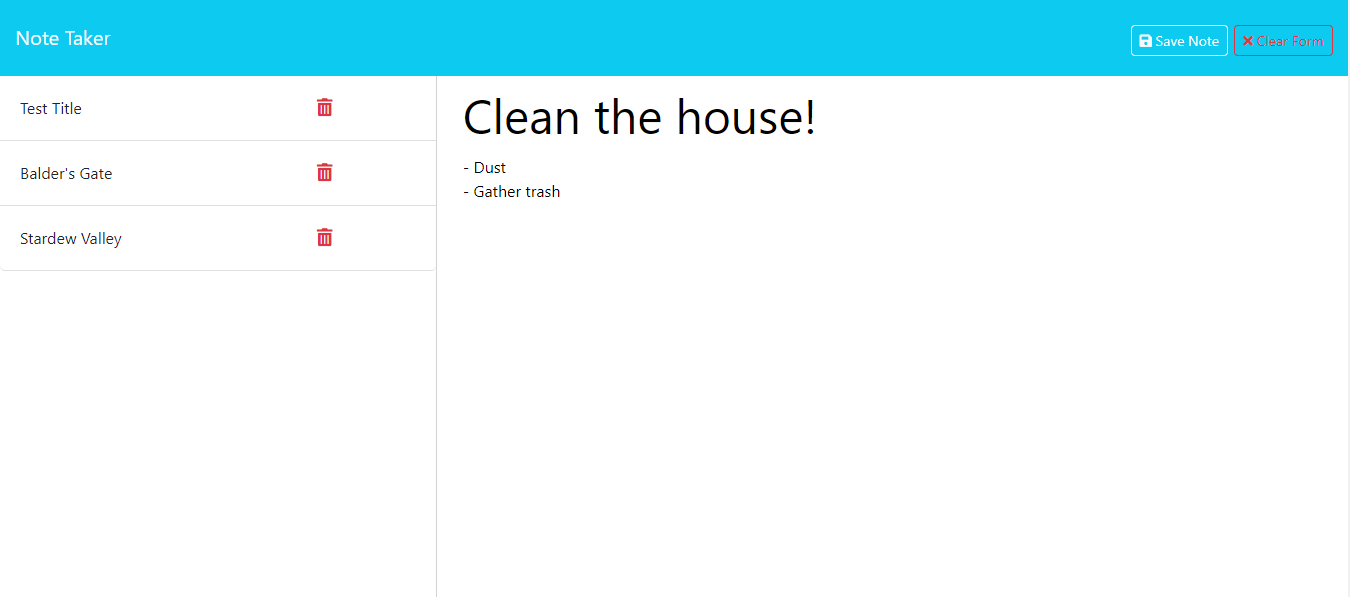 Note Taker
Save Note
Clear Form
Test Title
Balder's Gate
Stardew Valley
Clean the house!
- Dust
- Gather trash